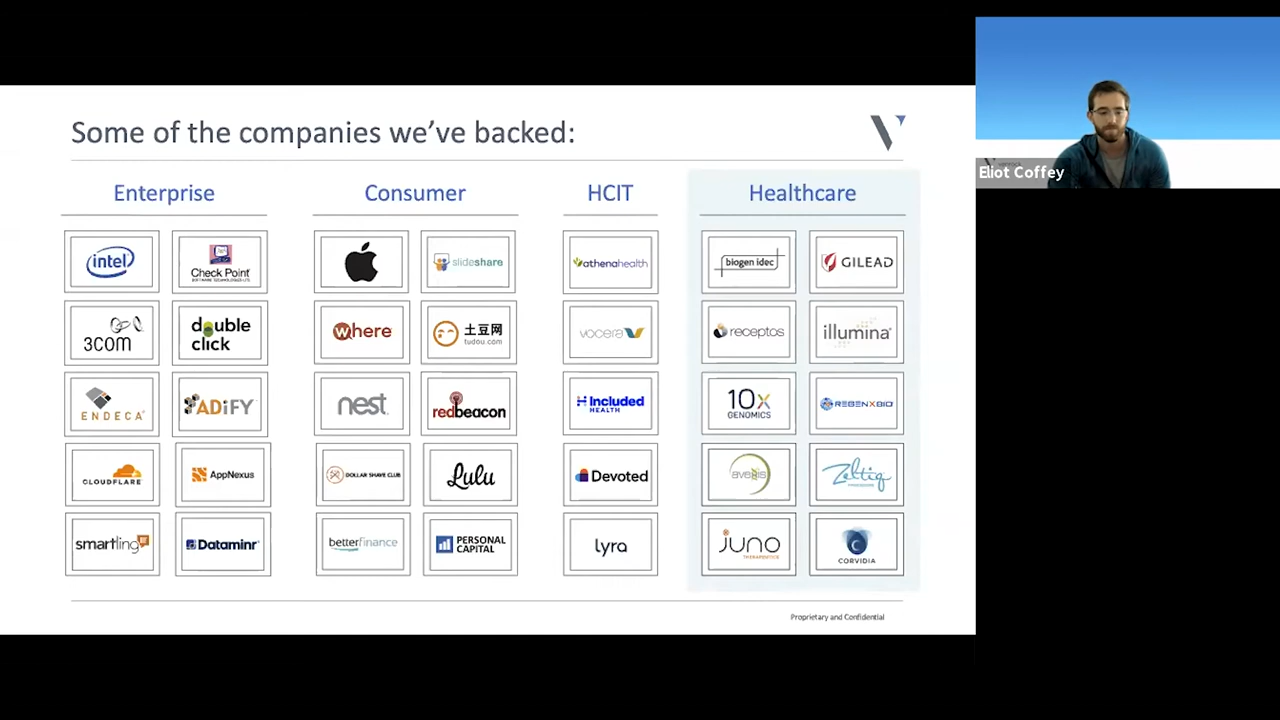 Some of the companies we've backed:
Eliot Coffey
Enterprise
Consumer
HCIT
Healthcare
intel
Check Point
SOFTWARE TECHNOLOGIES LTD.
slideshare
athenahealth
biogen idec
GILEAD
3COM
double
click
where
土豆网
tudou.com
vocera
receptos
illumina®
ENDECA
ADiFY
nest
redbeacon
Included
HEALTH
10X
GENOMICS
REGENXBIO
CLOUDFLARE
AppNexus
DOLLAR SHAVE CLUB
Lulu
Devoted
avexis
Zeltiq
smartling
Dataminr
betterfinance
PERSONAL
CAPITAL
lyra
JUNO
THERAPEUTICS
CORVIDIA
Proprietary and Confidential